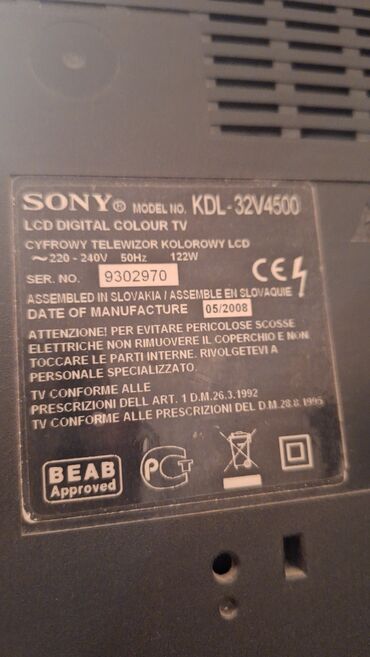 SONY® MODEL NO. KDL-32V4500
LCD DIGITAL COLOUR TV
CYFROWY TELEWIZOR KOLOROWY LCD
~220 - 240V 50Hz 122W
SER. NO. 9302970
CE
ASSEMBLED IN SLOVAKIA / ASSEMBLE EN SLOVAQUIE
DATE OF MANUFACTURE 05/2008
ATTENZIONE! PER EVITARE PERICOLOSE SCOSSE
ELETTRICHE NON RIMUOVERE IL COPERCHIO E NON
TOCCARE LE PARTI INTERNE. RIVOLGETEVI A
PERSONALE SPECIALIZZATO.
TV CONFORME ALLE
PRESCRIZIONI DELL ART. 1 D.M.26.3.1992
TV CONFORME ALLE PRESCRIZIONI DEL D.M.28.8.1995
BEAB
Approved